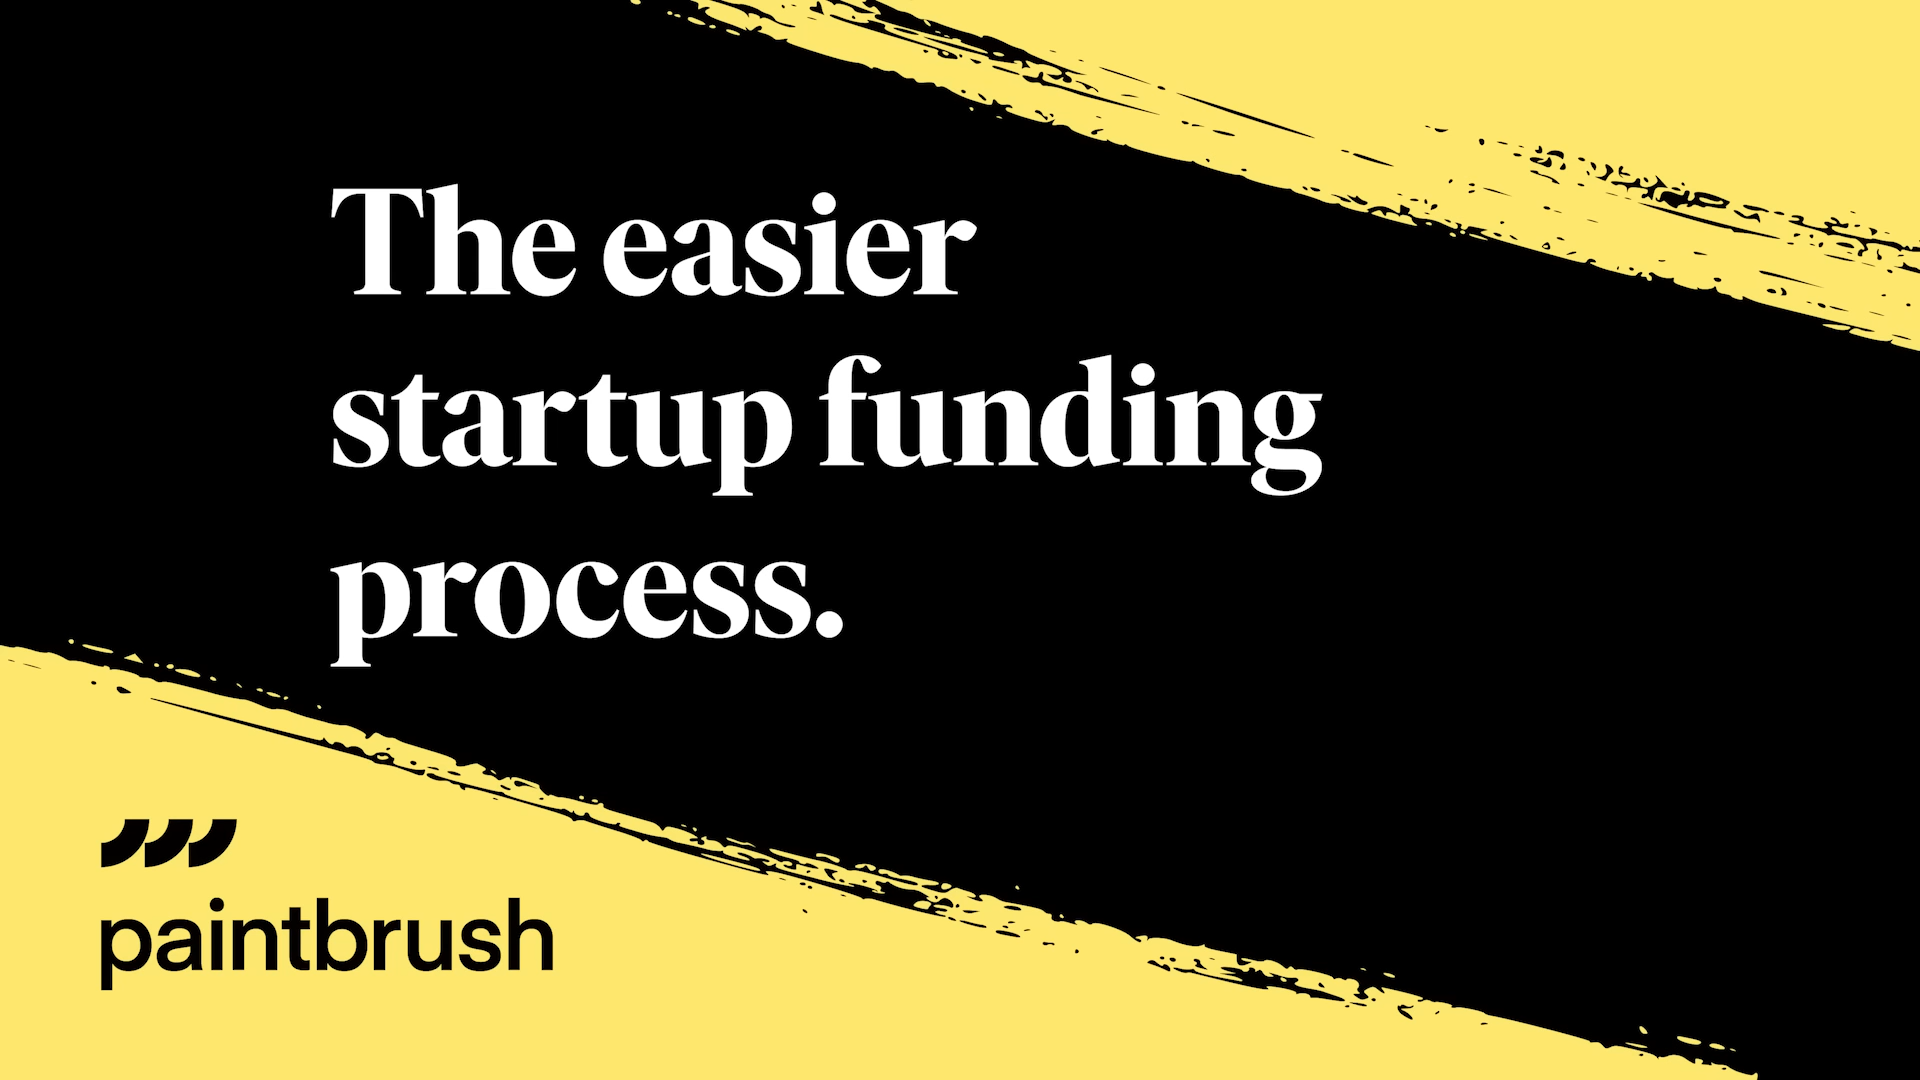 The easier
startup funding
process.
paintbrush